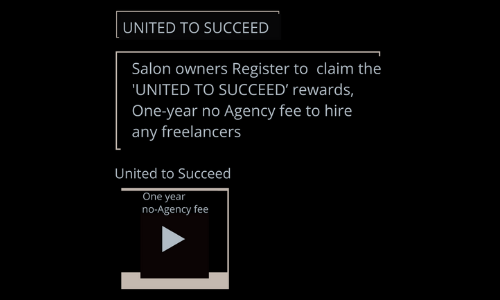 UNITED TO SUCCEED
Salon owners Register to claim the
'UNITED TO SUCCEED' rewards,
One-year no Agency fee to hire
any freelancers
United to Succeed
One year
no-Agency fee